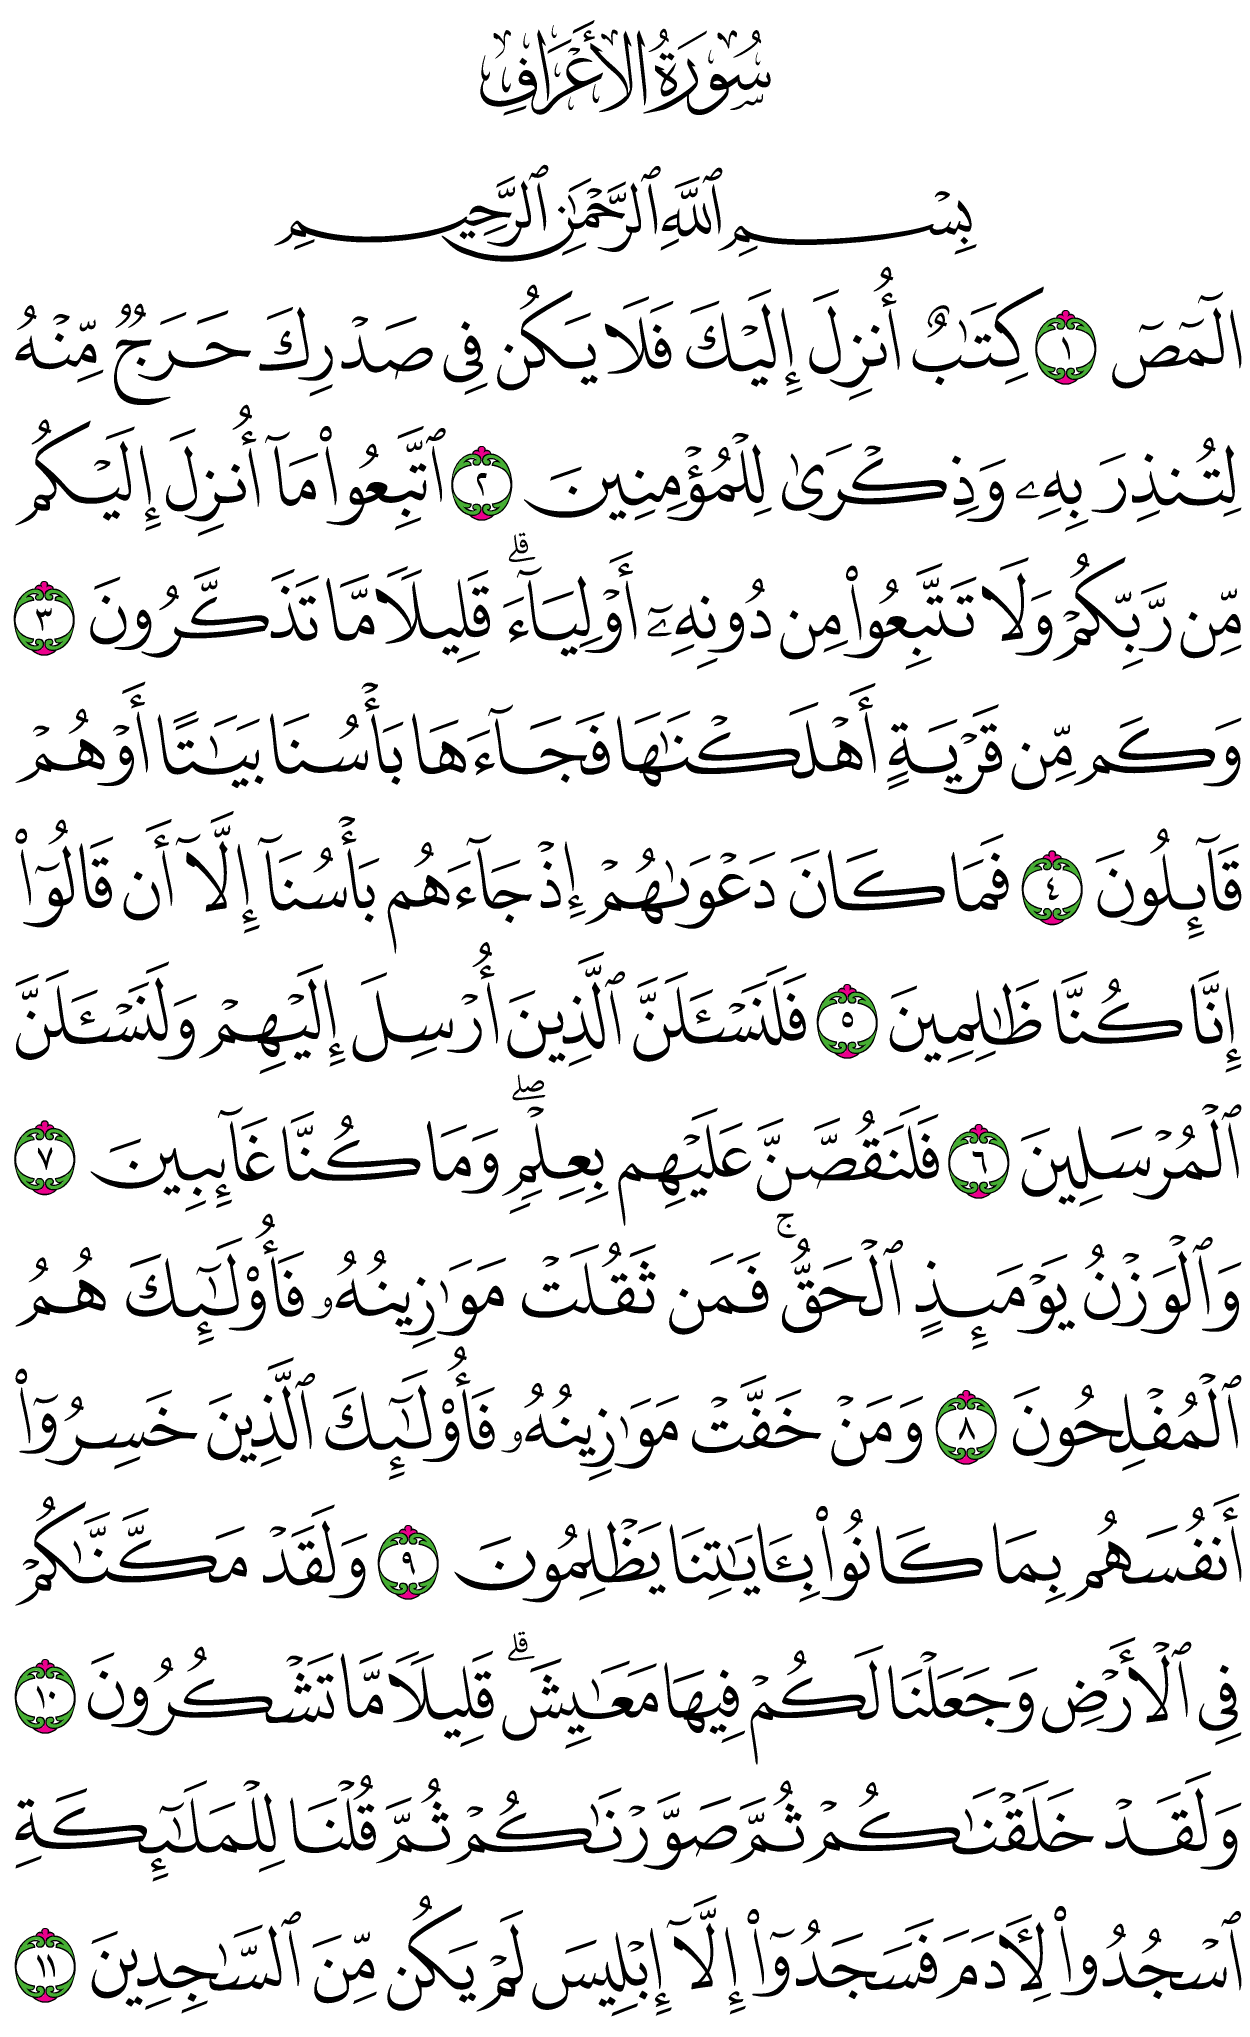 سُورَةُ الأَعْرَافِ
بِسْمِ ٱللَّهِ ٱلرَّحْمَٰنِ ٱلرَّحِيمِ
الٓمٓصٓ ١ كِتَٰبٌ أُنزِلَ إِلَيْكَ فَلَا يَكُن فِى صَدْرِكَ حَرَجٌ مِّنْهُ
لِتُنذِرَ بِهِۦ وَذِكْرَىٰ لِلْمُؤْمِنِينَ ٢ ٱتَّبِعُوا۟ مَآ أُنزِلَ إِلَيْكُم
مِّن رَّبِّكُمْ وَلَا تَتَّبِعُوا۟ مِن دُونِهِۦٓ أَوْلِيَآءَ ۗ قَلِيلًا مَّا تَذَكَّرُونَ ٣
وَكَم مِّن قَرْيَةٍ أَهْلَكْنَٰهَا فَجَآءَهَا بَأْسُنَا بَيَٰتًا أَوْ هُمْ
قَآئِلُونَ ٤ فَمَا كَانَ دَعْوَىٰهُمْ إِذْ جَآءَهُم بَأْسُنَآ إِلَّآ أَن قَالُوٓا۟
إِنَّا كُنَّا ظَٰلِمِينَ ٥ فَلَنَسْـَٔلَنَّ ٱلَّذِينَ أُرْسِلَ إِلَيْهِمْ وَلَنَسْـَٔلَنَّ
ٱلْمُرْسَلِينَ ٦ فَلَنَقُصَّنَّ عَلَيْهِم بِعِلْمٍ ۖ وَمَا كُنَّا غَآئِبِينَ ٧
وَٱلْوَزْنُ يَوْمَئِذٍ ٱلْحَقُّ ۚ فَمَن ثَقُلَتْ مَوَٰزِينُهُۥ فَأُو۟لَٰٓئِكَ هُمُ
ٱلْمُفْلِحُونَ ٨ وَمَنْ خَفَّتْ مَوَٰزِينُهُۥ فَأُو۟لَٰٓئِكَ ٱلَّذِينَ خَسِرُوٓا۟
أَنفُسَهُم بِمَا كَانُوا۟ بِـَٔايَٰتِنَا يَظْلِمُونَ ٩ وَلَقَدْ مَكَّنَّٰكُمْ
فِى ٱلْأَرْضِ وَجَعَلْنَا لَكُمْ فِيهَا مَعَٰيِشَ ۗ قَلِيلًا مَّا تَشْكُرُونَ ١٠
وَلَقَدْ خَلَقْنَٰكُمْ ثُمَّ صَوَّرْنَٰكُمْ ثُمَّ قُلْنَا لِلْمَلَٰٓئِكَةِ
ٱسْجُدُوا۟ لِـَٔادَمَ فَسَجَدُوٓا۟ إِلَّآ إِبْلِيسَ لَمْ يَكُن مِّنَ ٱلسَّٰجِدِينَ ١١